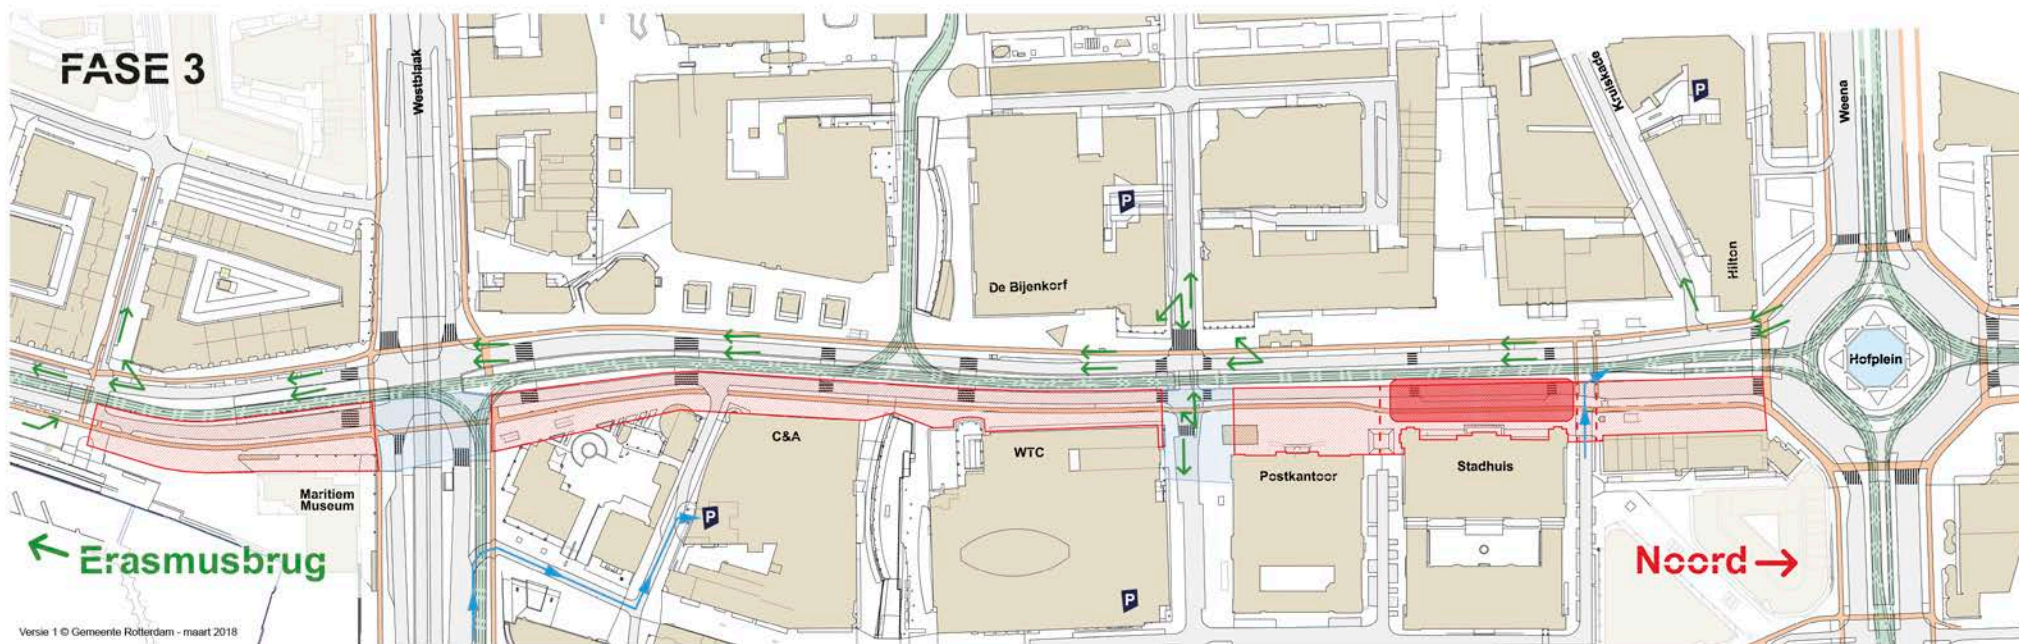 FASE 3
Westblaak
Kruiskade
P
Weena
P
De Bijenkorf
Hilton
Hofplein
C&A
WTC
Postkantoor
Stadhuis
Maritiem
Museum
P
Erasmusbrug
Noord
P
Versie 1 © Gemeente Rotterdam - maart 2018